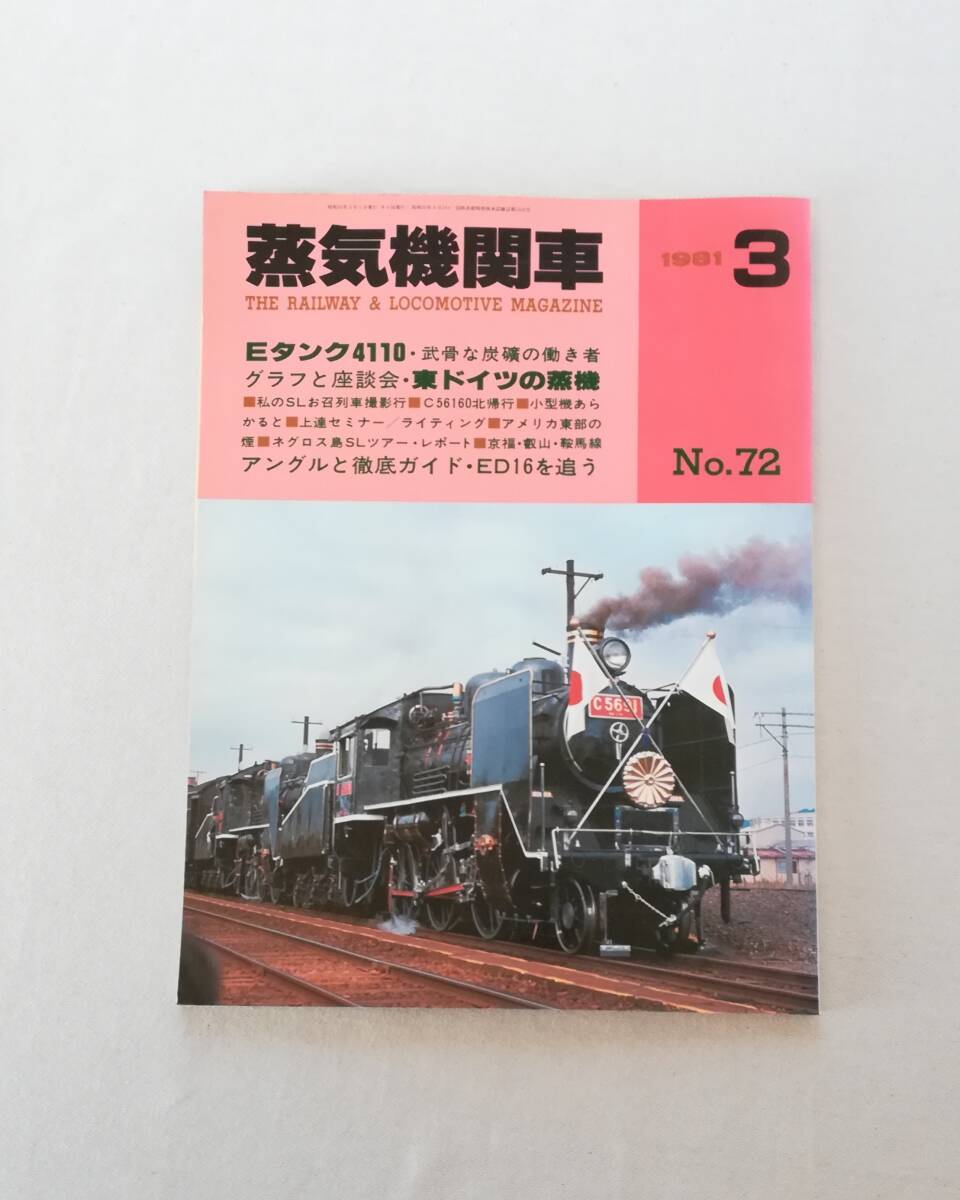 蒸気機関車
1981 3
THE RAILWAY & LOCOMOTIVE MAGAZINE
Eタンク4110・武骨な炭礦の働き者
グラフと座談会・東ドイツの蒸機
■私のSLお召列車撮影行■C56160北帰行■小型機あら
かると■上達セミナー／ライティング■アメリカ東部の
煙■ネグロス島SLツアー・レポート■京福・叡山・鞍馬線
アングルと徹底ガイド・ED16を追う
No.72
C5691